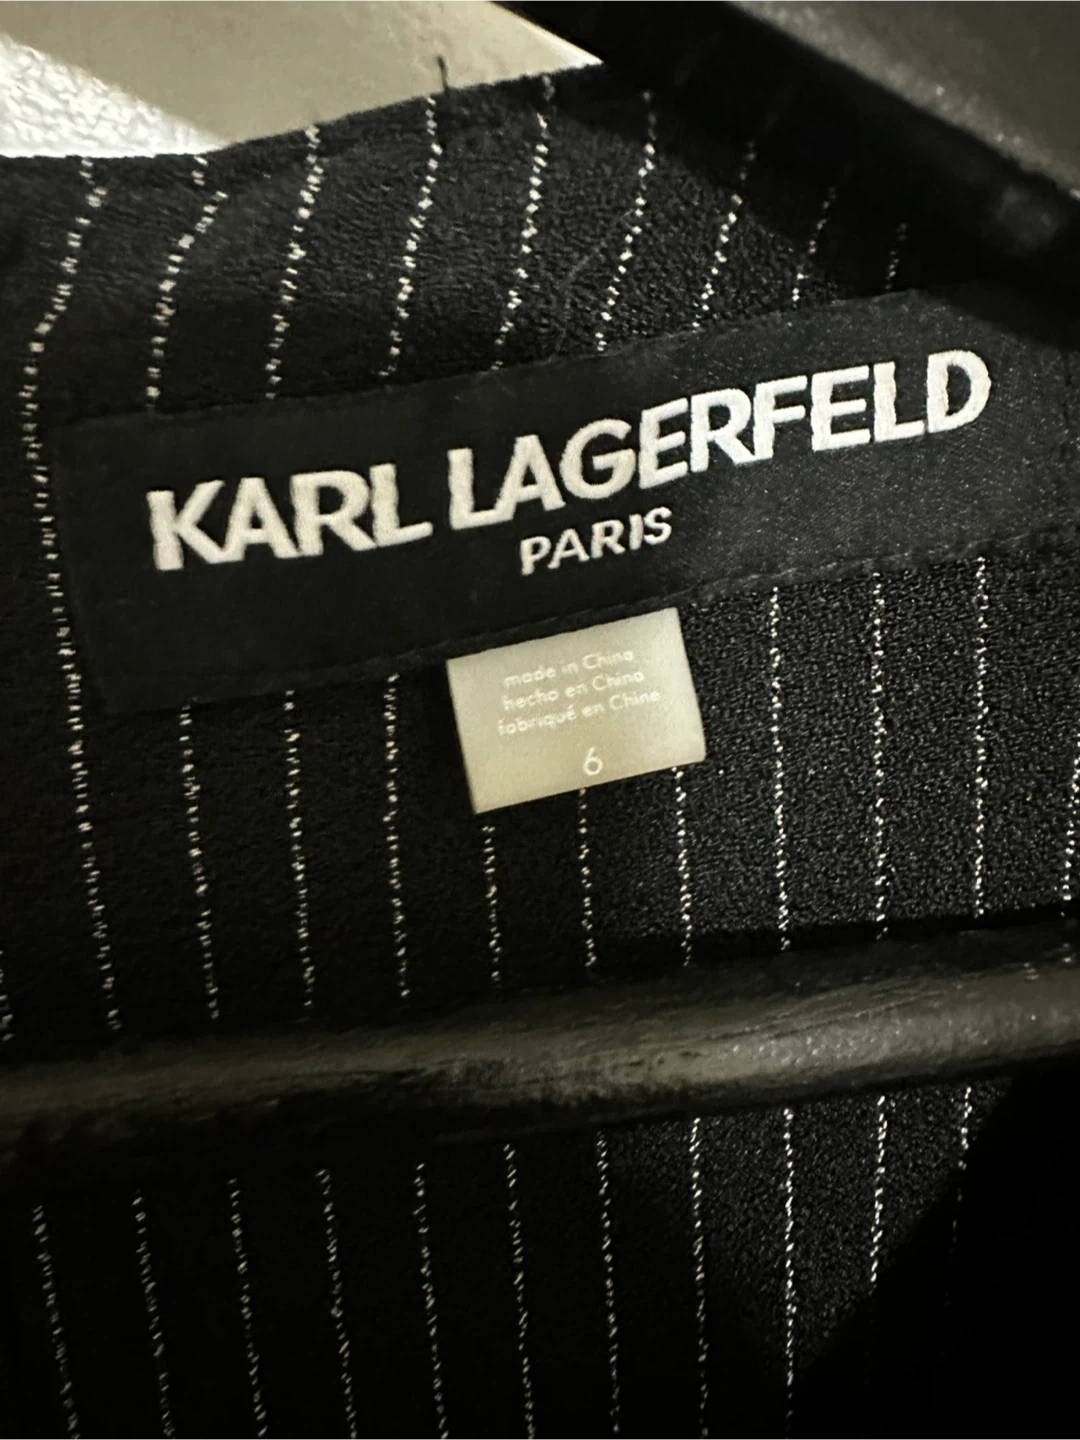 KARL LAGERFELD
PARIS
made in China
hecho en China
fabriqué en Chine
6